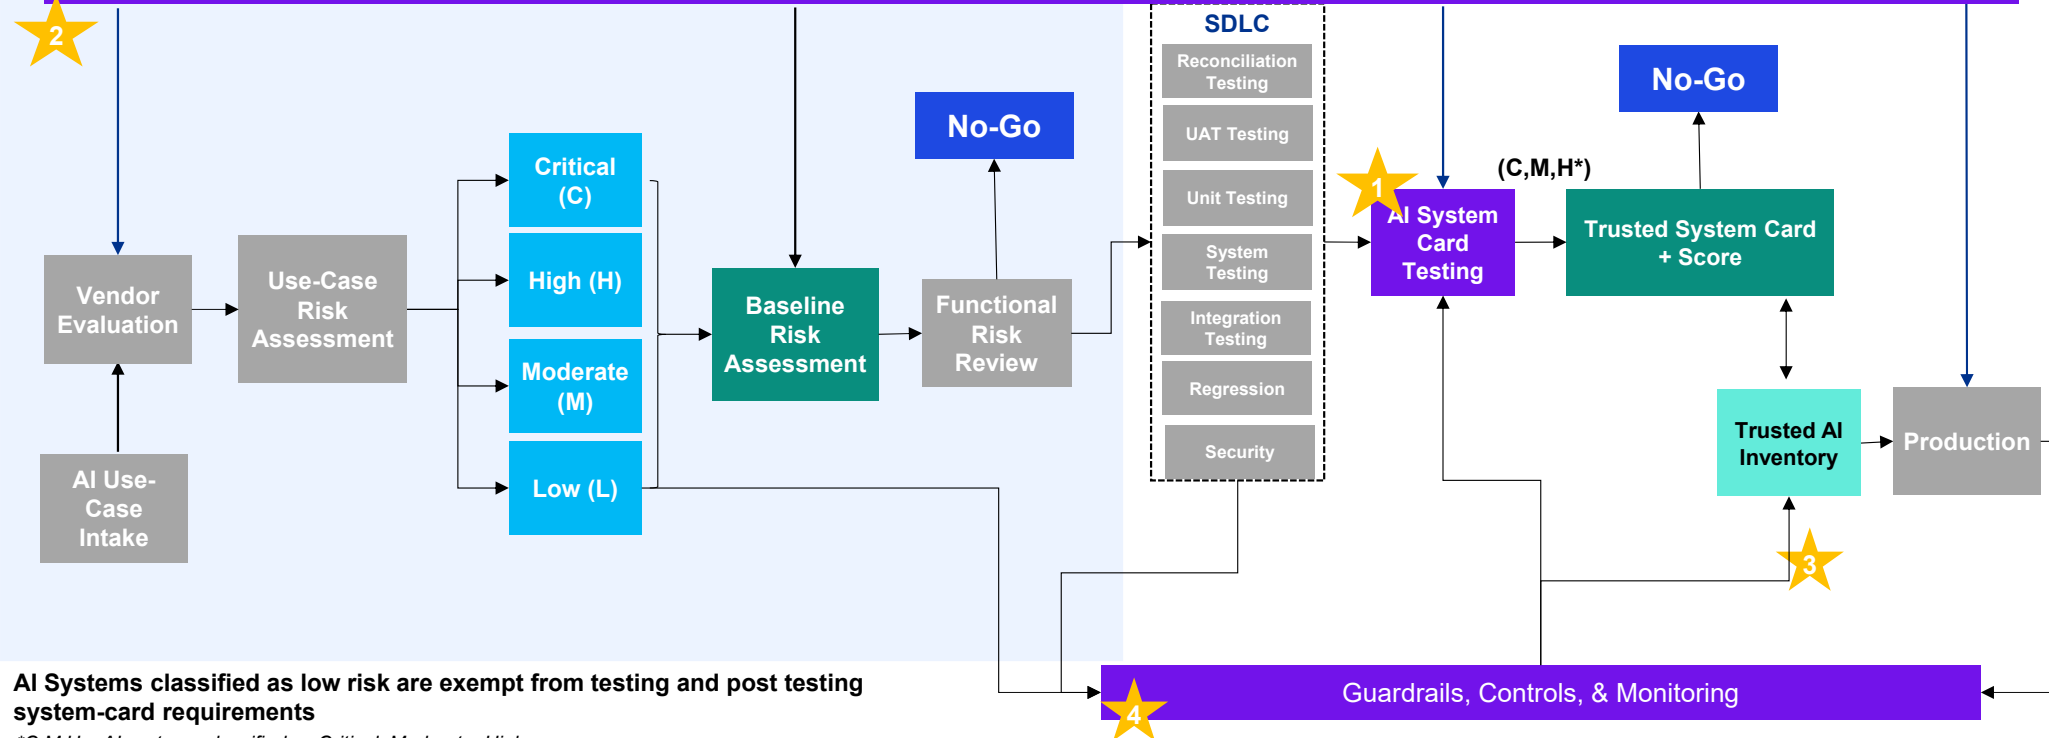 2
SDLC
Reconciliation
Testing
UAT Testing
Unit Testing
System
Testing
Integration
Testing
Regression
Security
No-Go
No-Go
Critical
(C)
High (H)
Moderate
(M)
Low (L)
Vendor
Evaluation
Use-Case
Risk
Assessment
AI Use-
Case
Intake
Baseline
Risk
Assessment
Functional
Risk
Review
1
AI System
Card
Testing
(C,M,H*)
Trusted System Card
+ Score
Trusted AI
Inventory
Production
3
4
Guardrails, Controls, & Monitoring
AI Systems classified as low risk are exempt from testing and post testing
system-card requirements